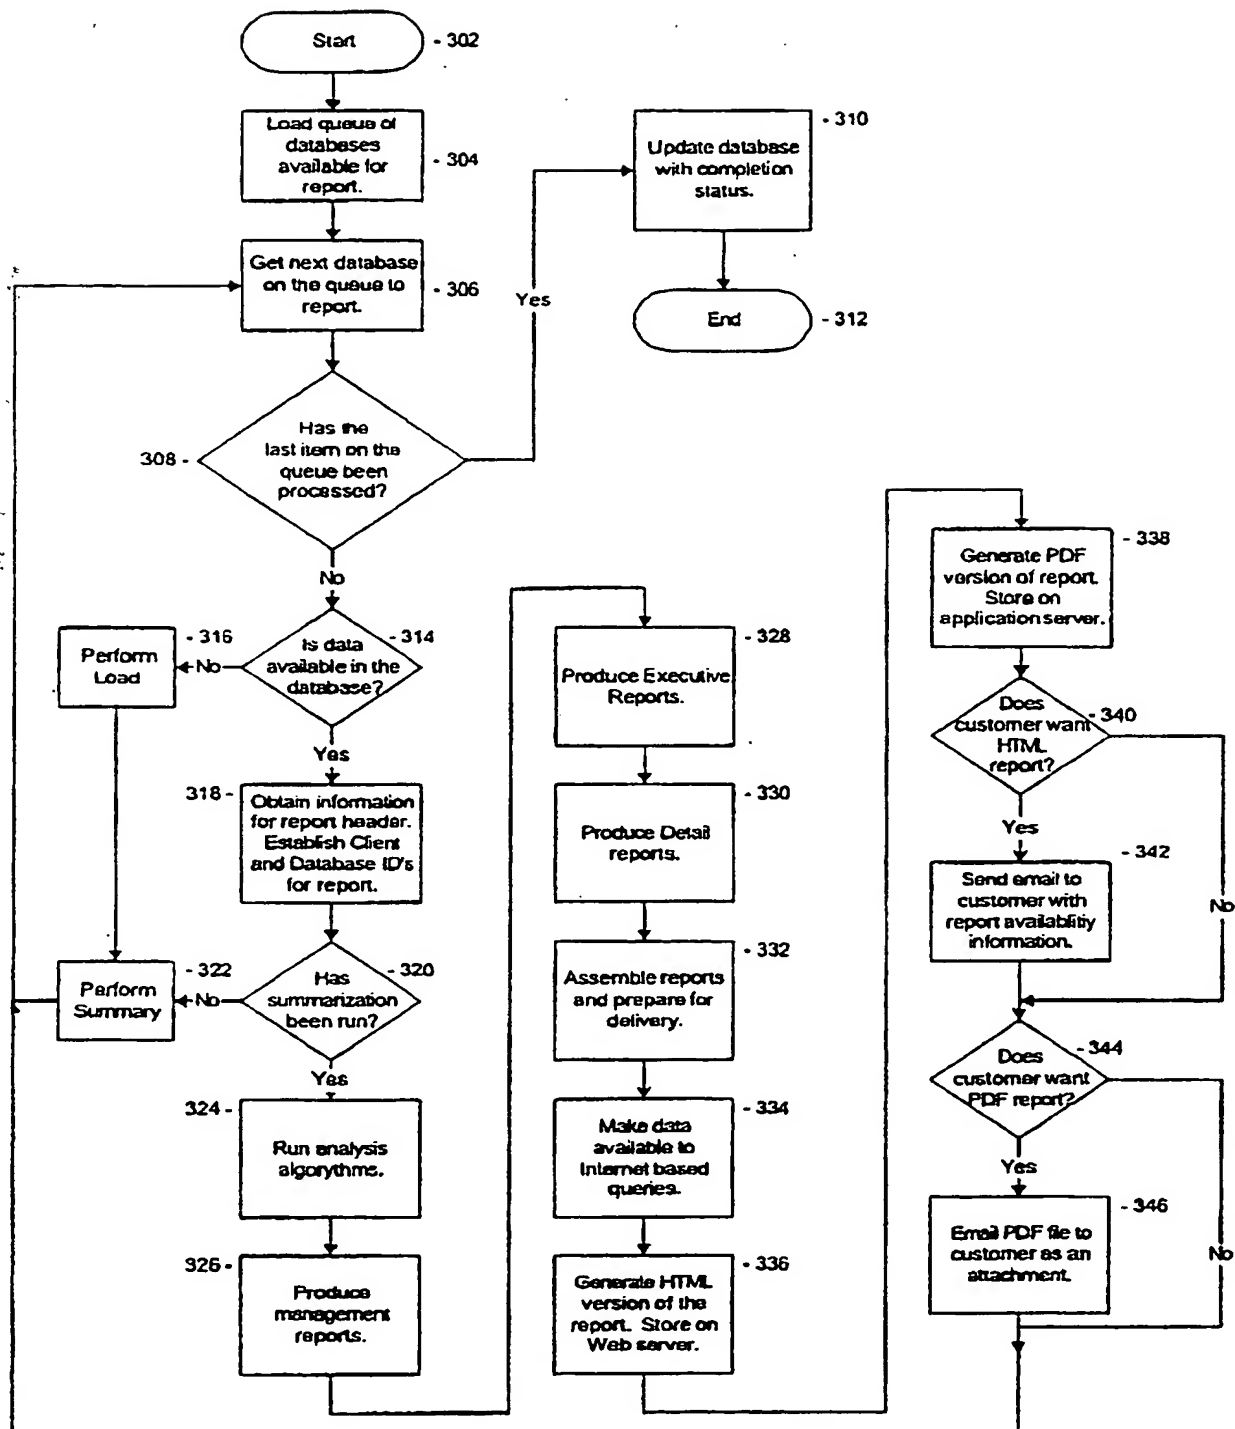 Start
- 302
Load queue of
databases
available for
report.
- 304
Get next database
on the queue to
report.
- 306
Has the
last item on the
queue been
processed?
308 -
Yes
Update database
with completion
status.
- 310
End
- 312
No
Is data
available in the
database?
- 314
No
Perform
Load
- 316
Yes
318 -
Obtain information
for report header.
Establish Client
and Database ID's
for report.
Has
summarization
been run?
- 320
No
Perform
Summary
- 322
Yes
324 -
Run analysis
algorythms.
326 -
Produce
management
reports.
Produce Executive
Reports.
- 328
Produce Detail
reports.
- 330
Assemble reports
and prepare for
delivery.
- 332
Make data
available to
Internet based
queries.
- 334
Generate HTML
version of the
report. Store on
Web server.
- 336
Generate PDF
version of report.
Store on
application server.
- 338
Does
customer want
HTML
report?
- 340
Yes
No
Send email to
customer with
report availablitiy
information.
- 342
Does
customer want
PDF report?
- 344
Yes
No
Email PDF file to
customer as an
attachment.
- 346